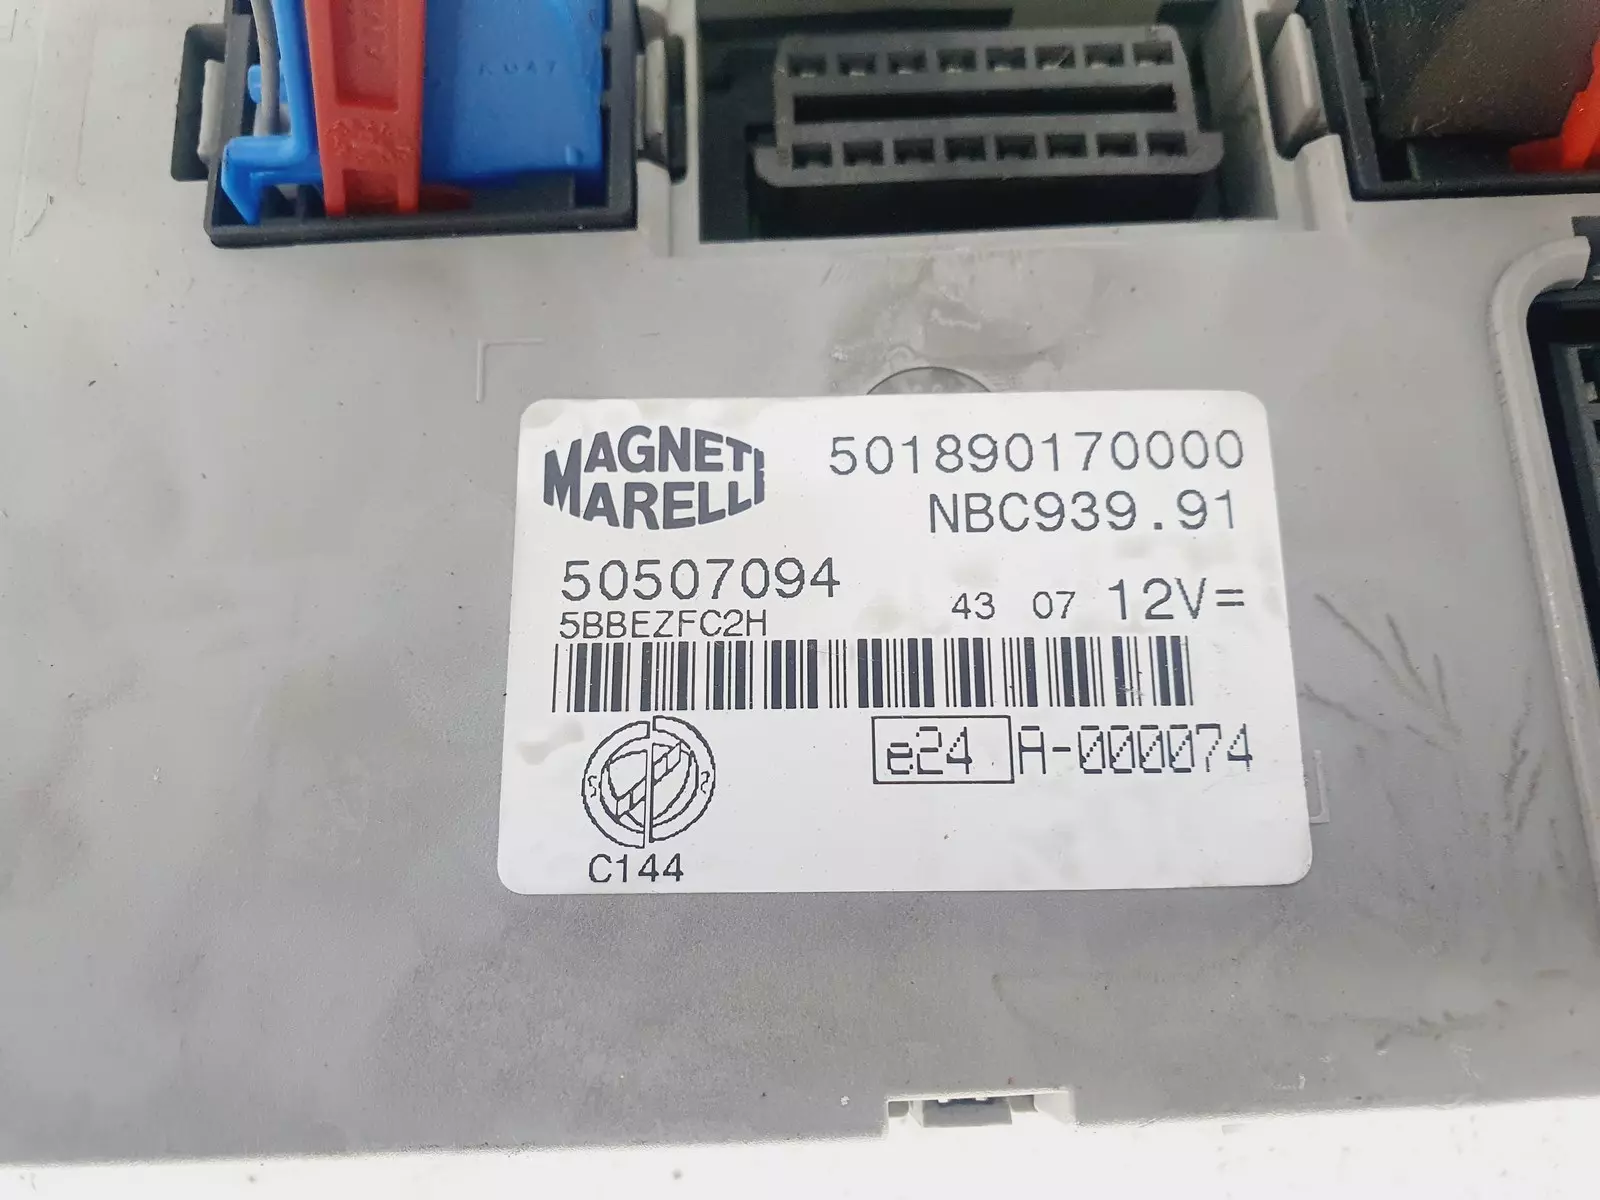 MAGNETI
MARELLI
501890170000
NBC939.91
50507094
43 07 12V=
5BBEZFC2H
e24 A-000074
C144